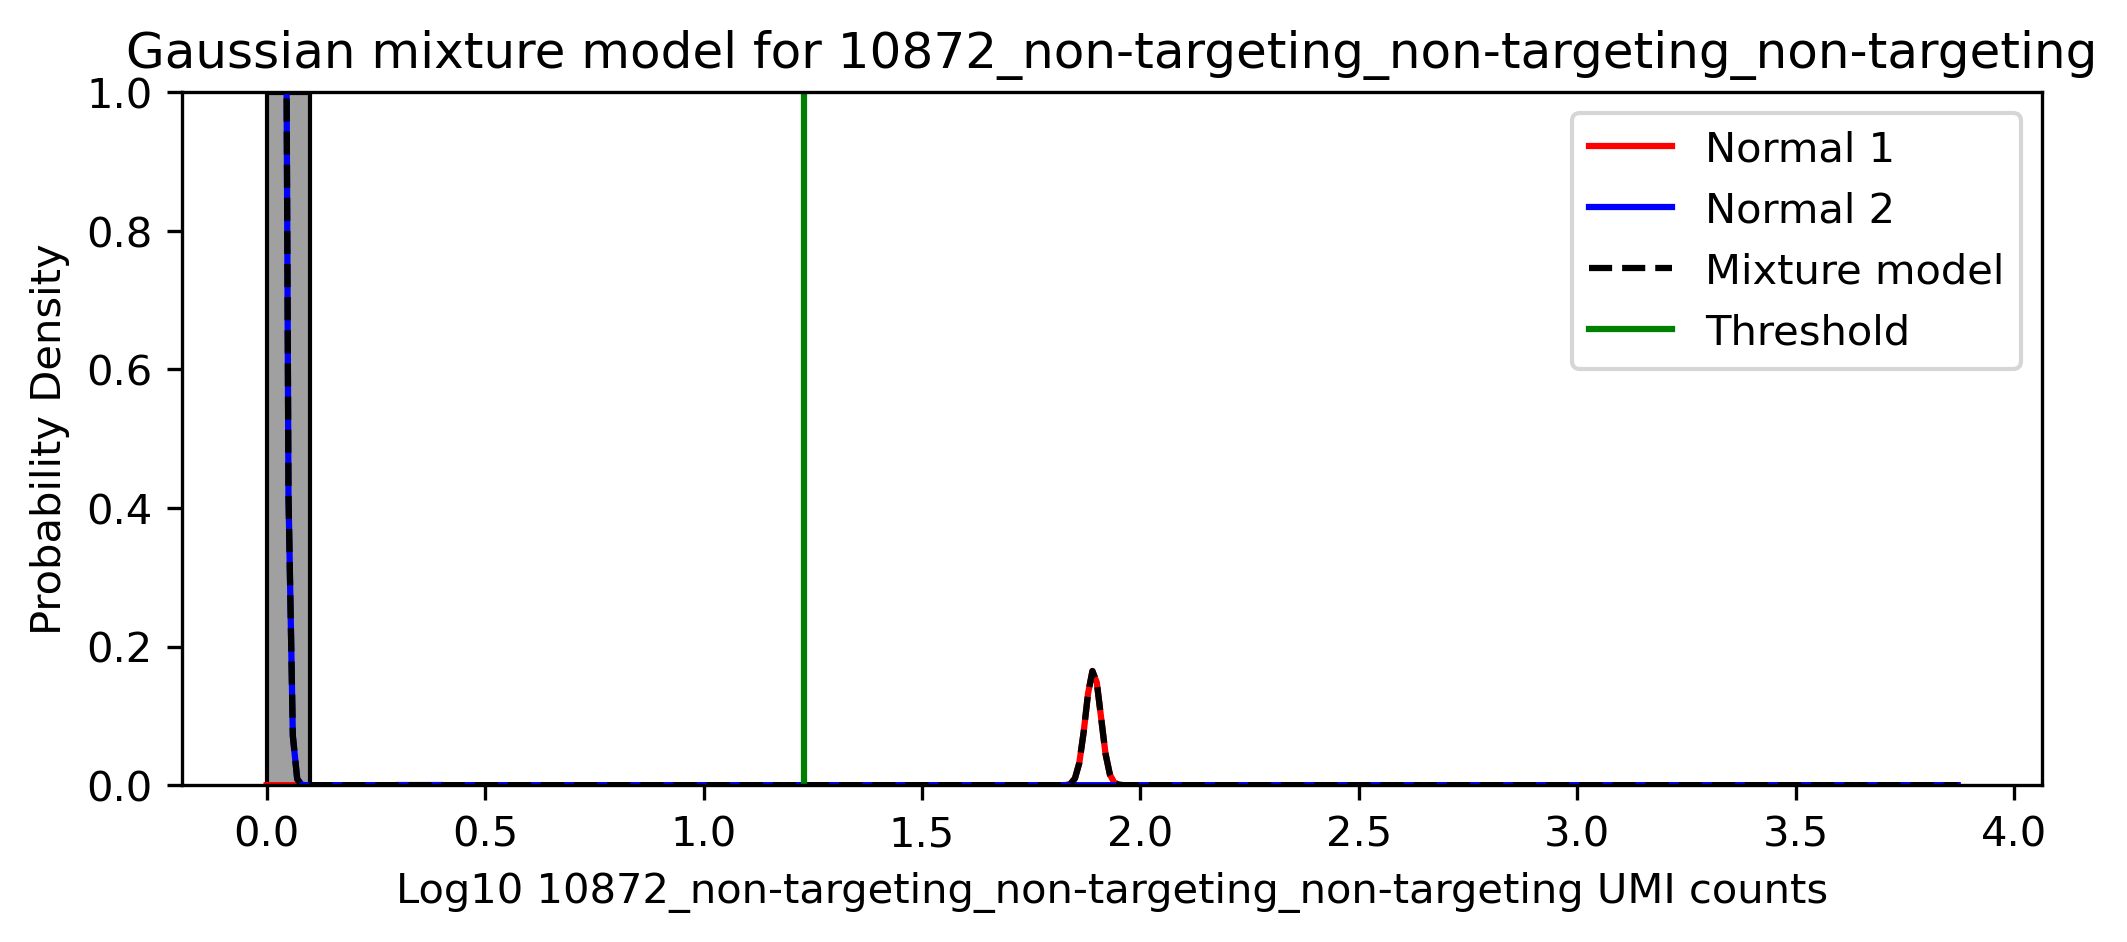 Gaussian mixture model for 10872_non-targeting_non-targeting_non-targeting
1.0
0.8
0.6
0.4
0.2
0.0
Probability Density
Normal 1
Normal 2
Mixture model
Threshold
0.0 0.5 1.0 1.5 2.0 2.5 3.0 3.5 4.0
Log10 10872_non-targeting_non-targeting_non-targeting UMI counts